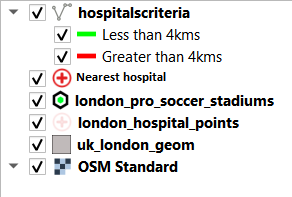 hospitalscriteria
Less than 4kms
Greater than 4kms
Nearest hospital
london_pro_soccer_stadiums
london_hospital_points
uk_london_geom
OSM Standard